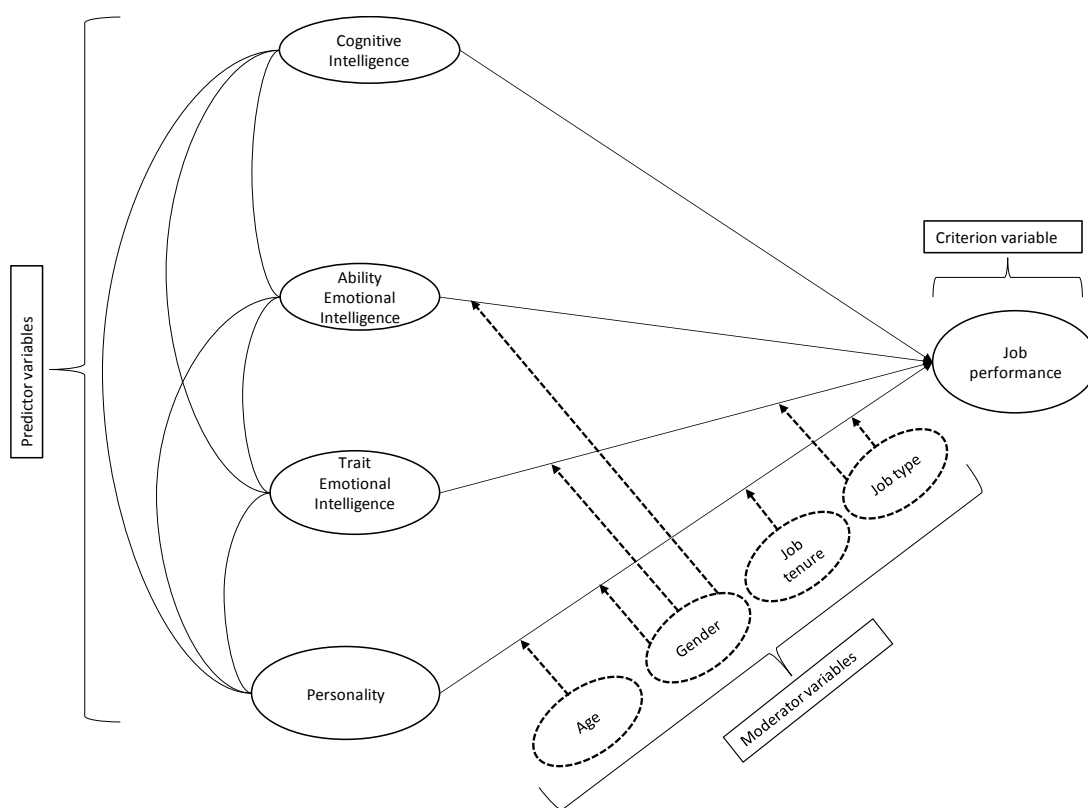 Cognitive
Intelligence
Predictor variables
Ability
Emotional
Intelligence
Criterion variable
Job
performance
Trait
Emotional
Intelligence
Job type
Job
tenure
Gender
Personality
Age
Moderator variables